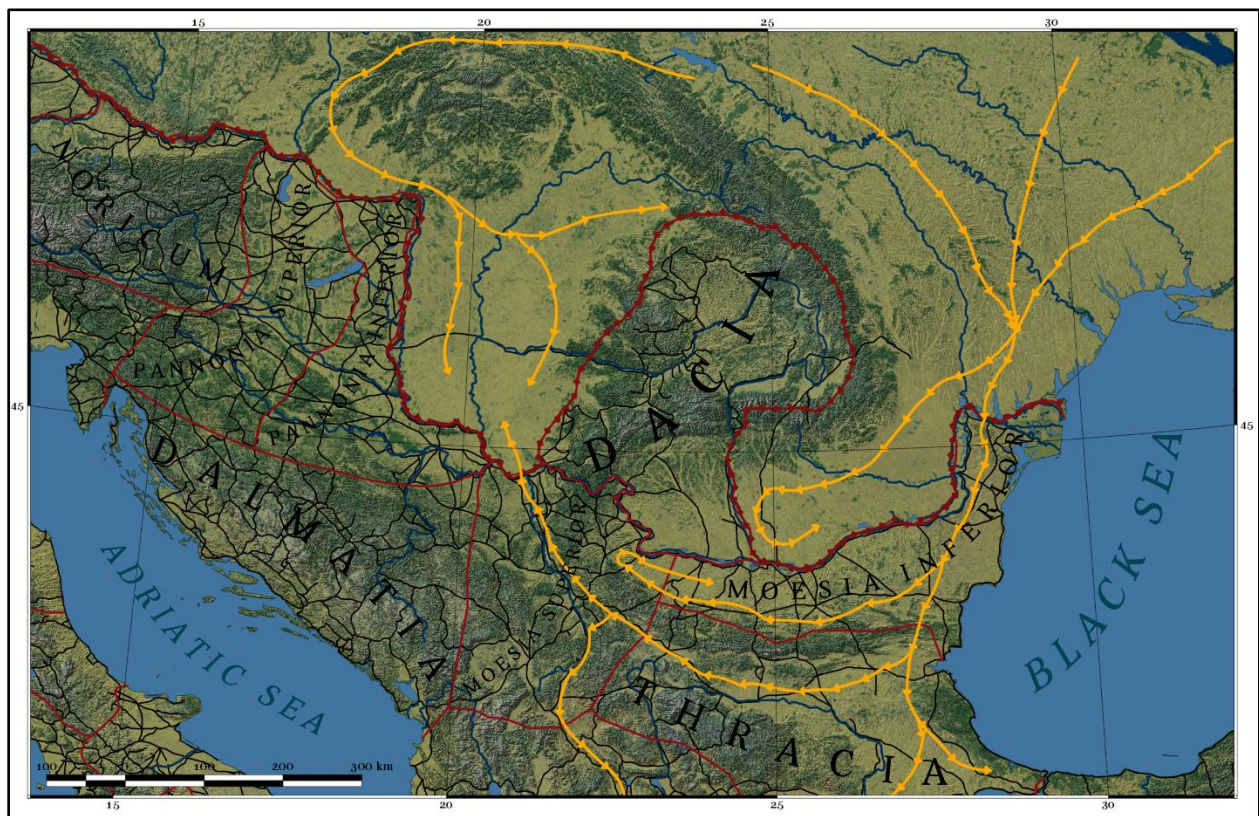 15 20 25 30
NORICUM
PANNONIA SUPERIOR
PANNONIA INFERIOR
DACIA
45 45
DALMATIA
MOESIA SUPERIOR
MOESIA INFERIOR
ADRIATIC SEA
BLACK SEA
THRACIA
100 0 100 200 300 km
15 20 25 30